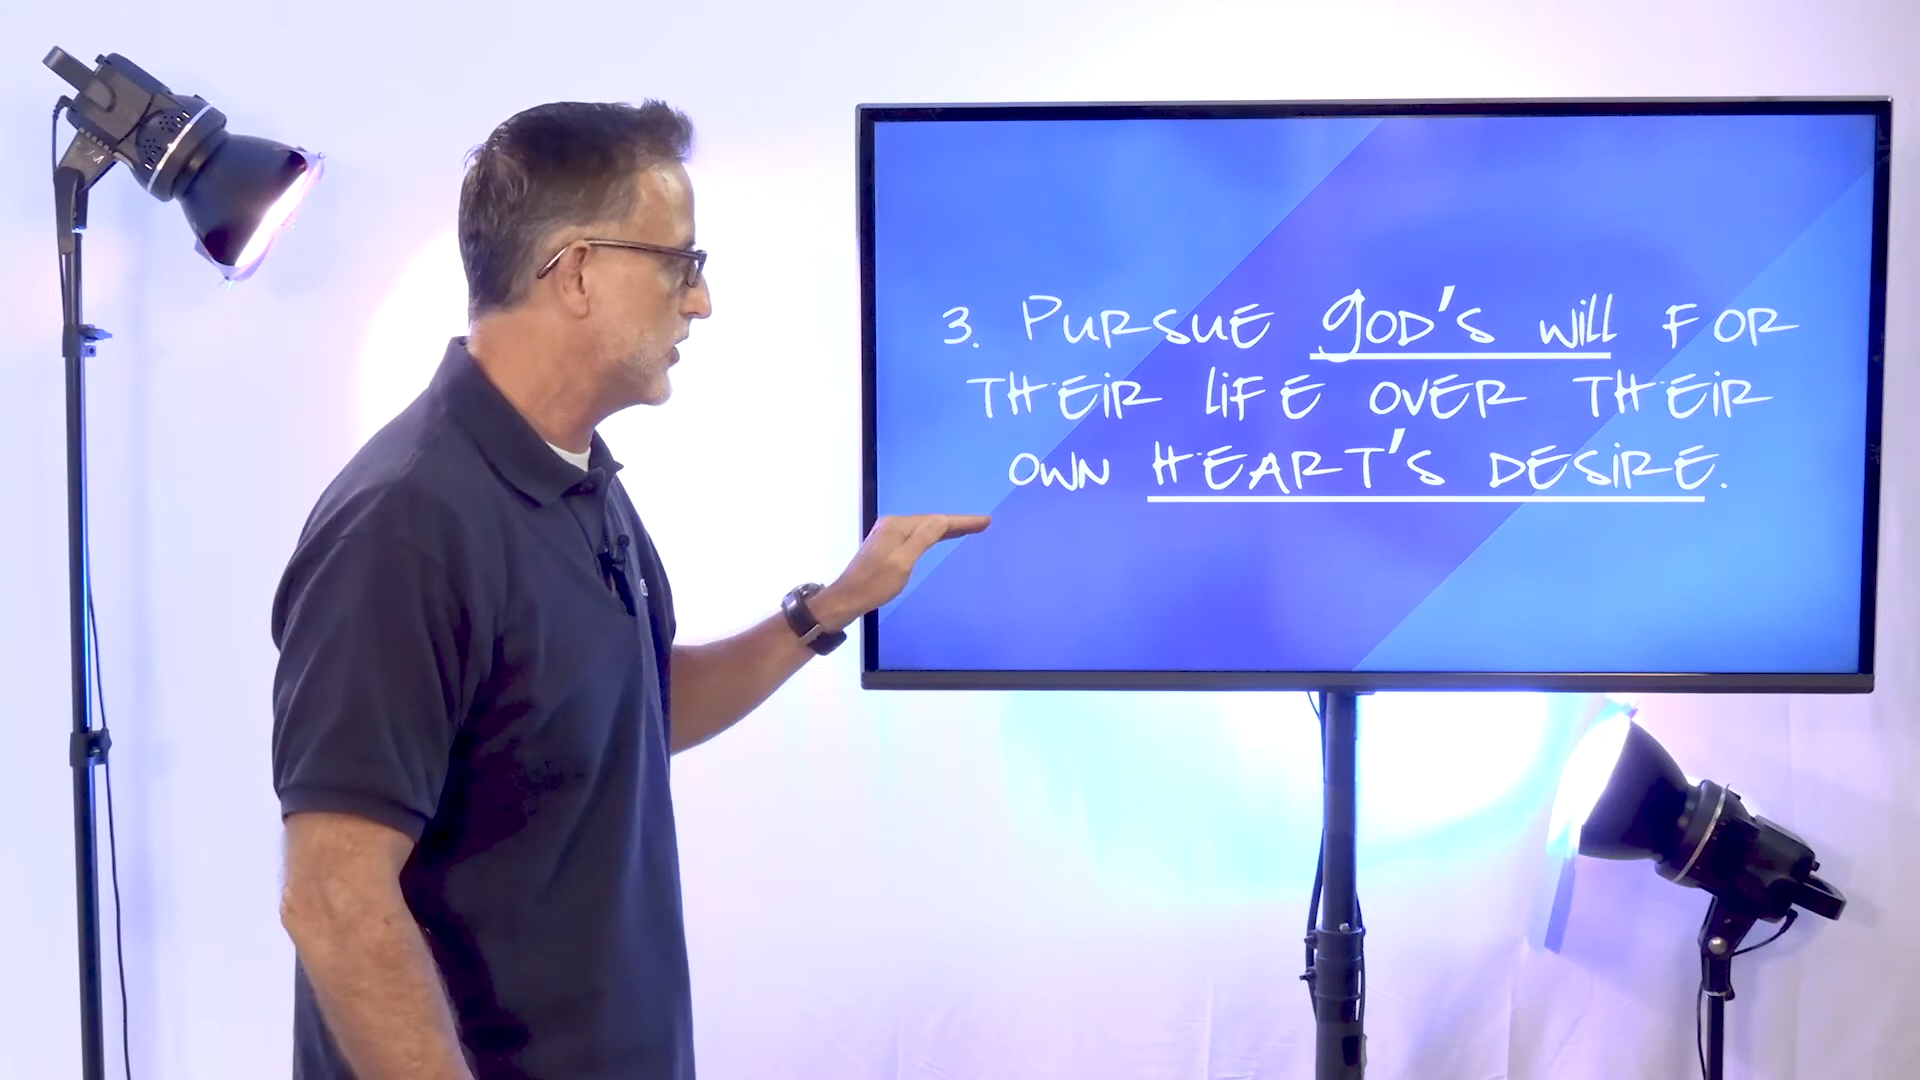 3. PURSUE GOD'S WILL FOR
THEIR LIFE OVER THEIR
OWN HEART'S DESIRE.